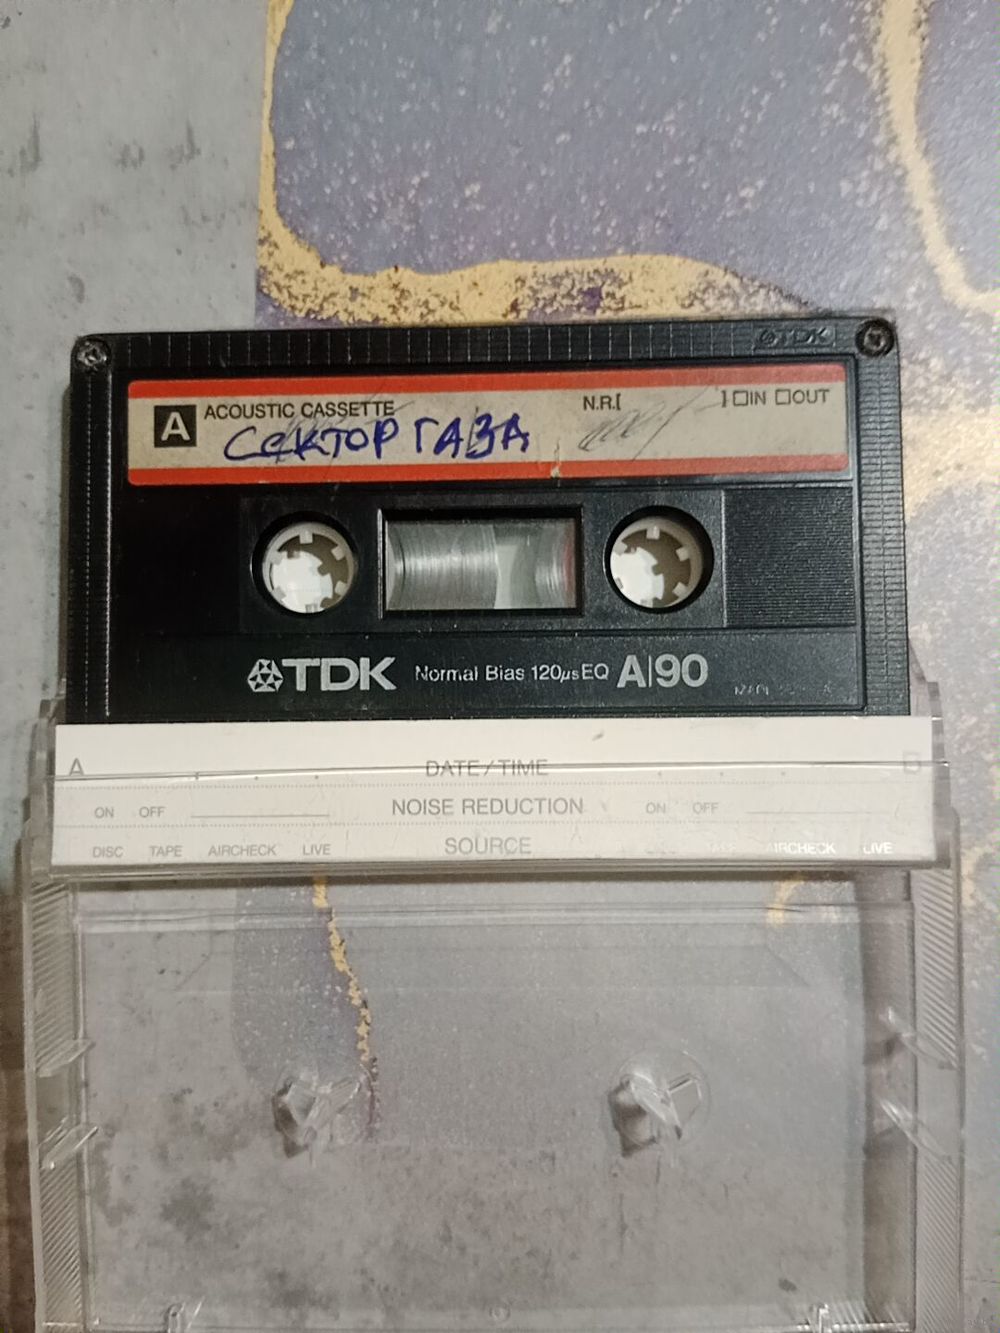 TDK
A ACOUSTIC CASSETTE N.R.[ ] IN OUT
СеКТОР ГАЗА
TDK Normal Bias 120μs EQ A|90
A DATE/TIME B
ON OFF NOISE REDUCTION ON OFF
DISC TAPE AIRCHECK LIVE SOURCE DISC TAPE AIRCHECK LIVE